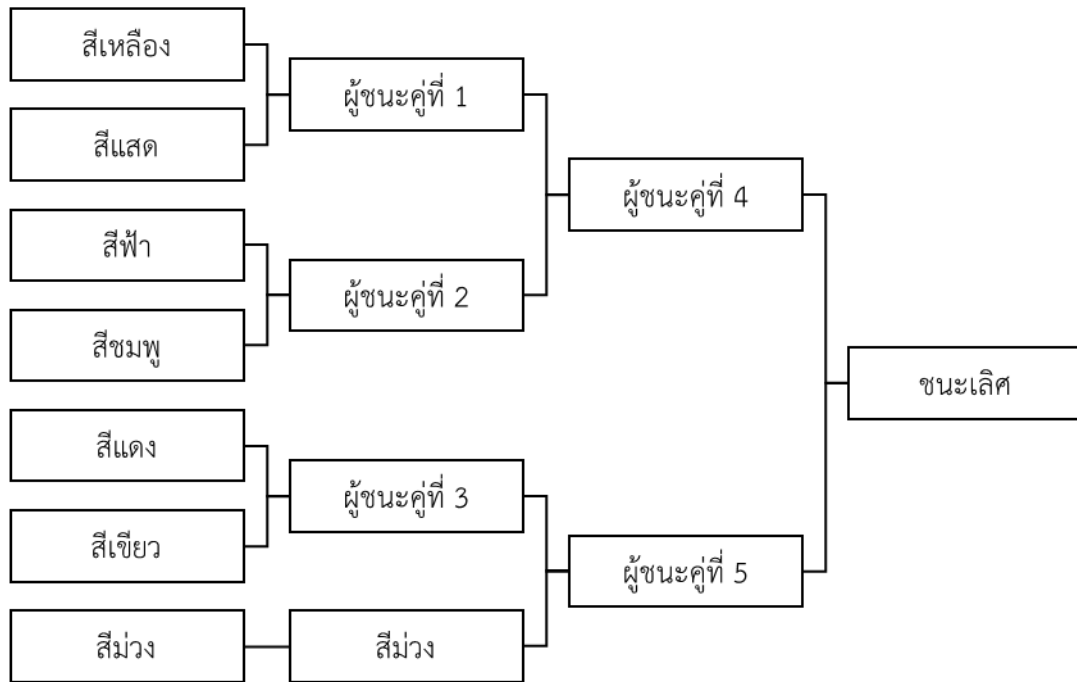 สีเหลือง
สีแสด
สีฟ้า
สีชมพู
สีแดง
สีเขียว
สีม่วง
ผู้ชนะคู่ที่ 1
ผู้ชนะคู่ที่ 2
ผู้ชนะคู่ที่ 3
สีม่วง
ผู้ชนะคู่ที่ 4
ผู้ชนะคู่ที่ 5
ชนะเลิศ